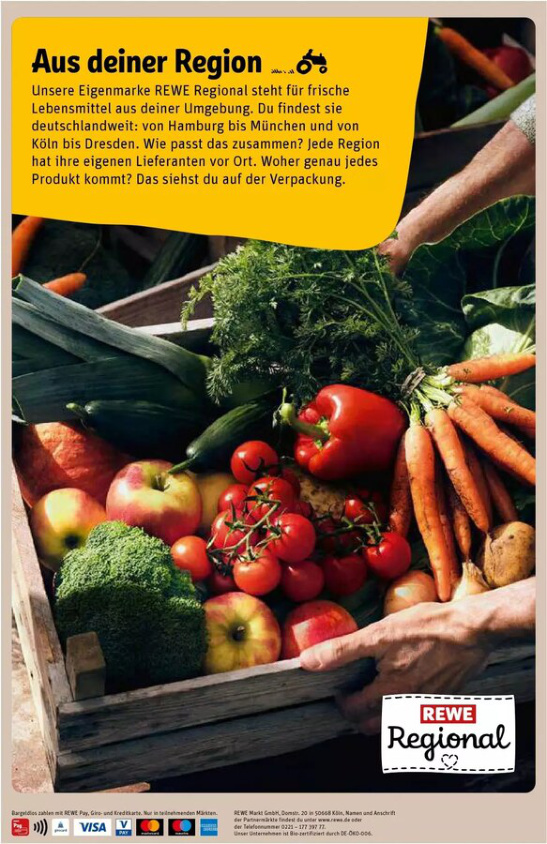 Aus deiner Region
Unsere Eigenmarke REWE Regional steht für frische
Lebensmittel aus deiner Umgebung. Du findest sie
deutschlandweit: von Hamburg bis München und von
Köln bis Dresden. Wie passt das zusammen? Jede Region
hat ihre eigenen Lieferanten vor Ort. Woher genau jedes
Produkt kommt? Das siehst du auf der Verpackung.
REWE
Regional
Bargeldlos zahlen mit REWE Pay, Giro- und Kreditkarte. Nur in teilnehmenden Märkten.
Pay
girocard
VISA
V PAY
mastercard
maestro
REWE Markt GmbH, Domstr. 20 in 50668 Köln, Namen und Anschrift
der Partnermärkte findest du unter www.rewe.de oder
der Telefonnummer 0221 - 177 397 77.
Unser Unternehmen ist Bio-zertifiziert durch DE-ÖKO-006.